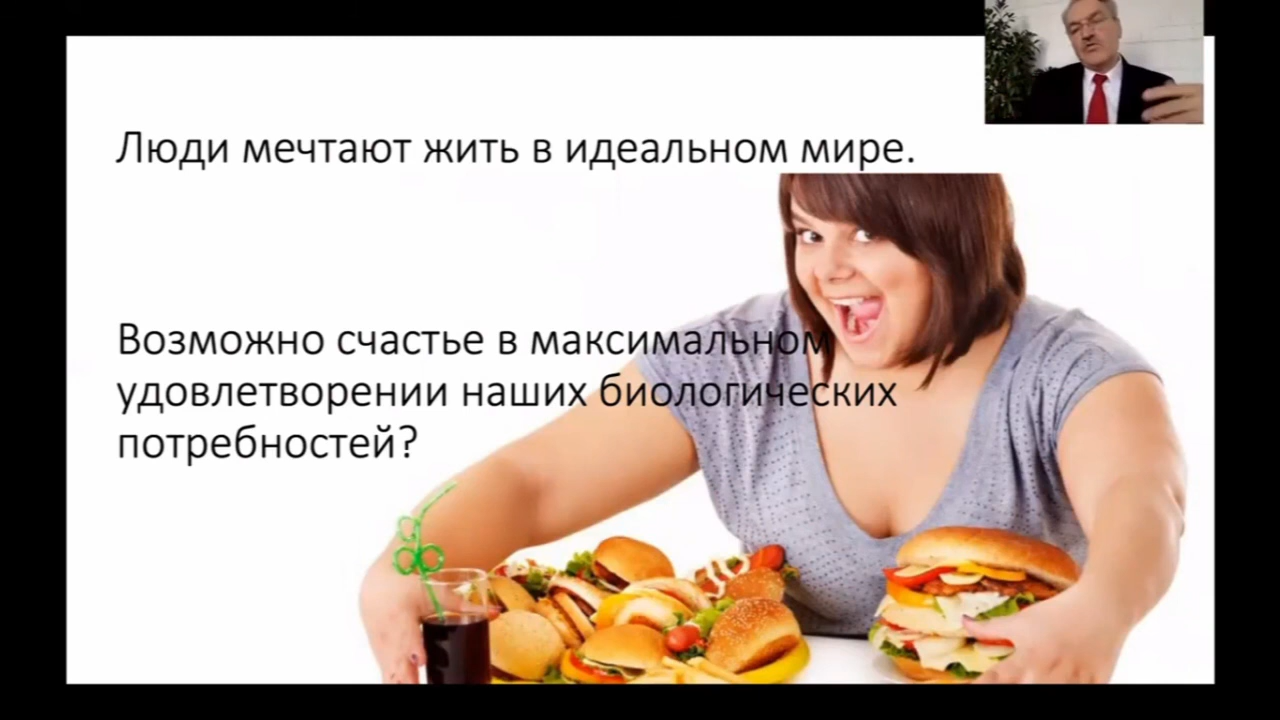 Люди мечтают жить в идеальном мире.
Возможно счастье в максимальном
удовлетворении наших биологических
потребностей?